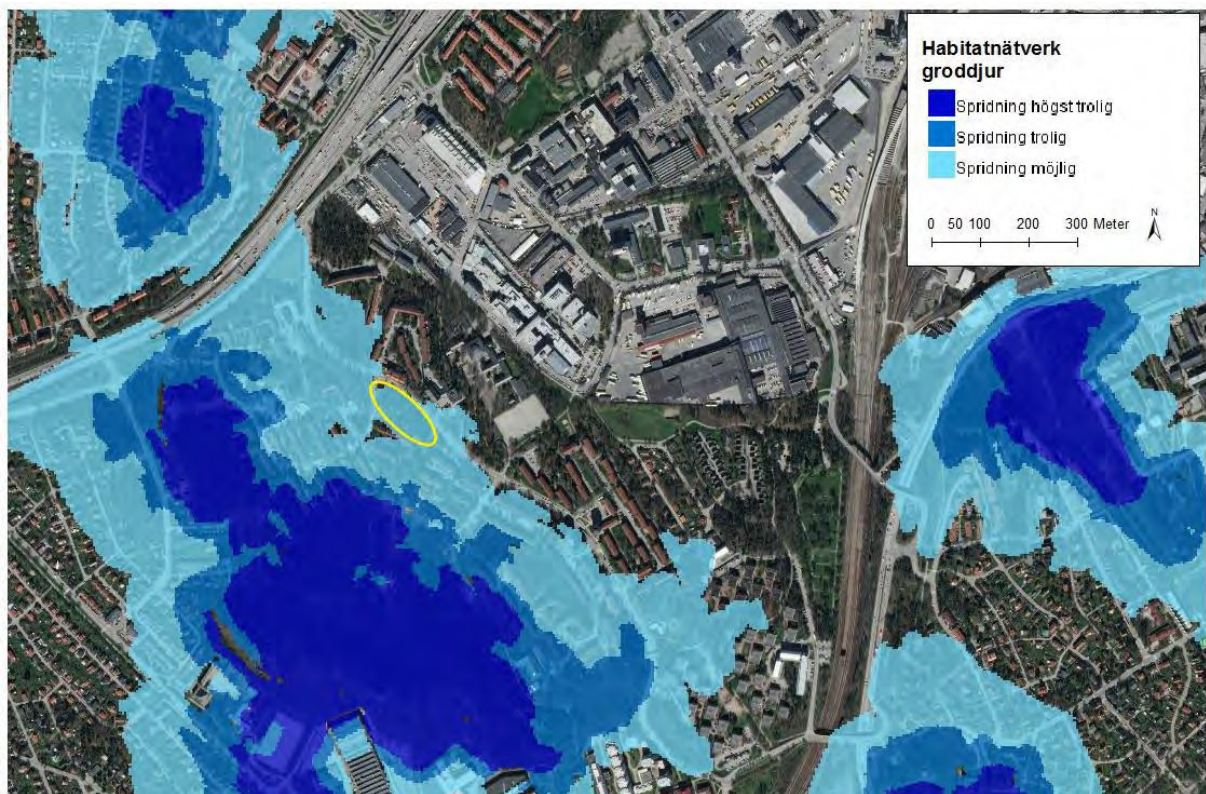 Habitatnätverk
groddjur
Spridning högst trolig
Spridning trolig
Spridning möjlig
0 50 100 200 300 Meter
N